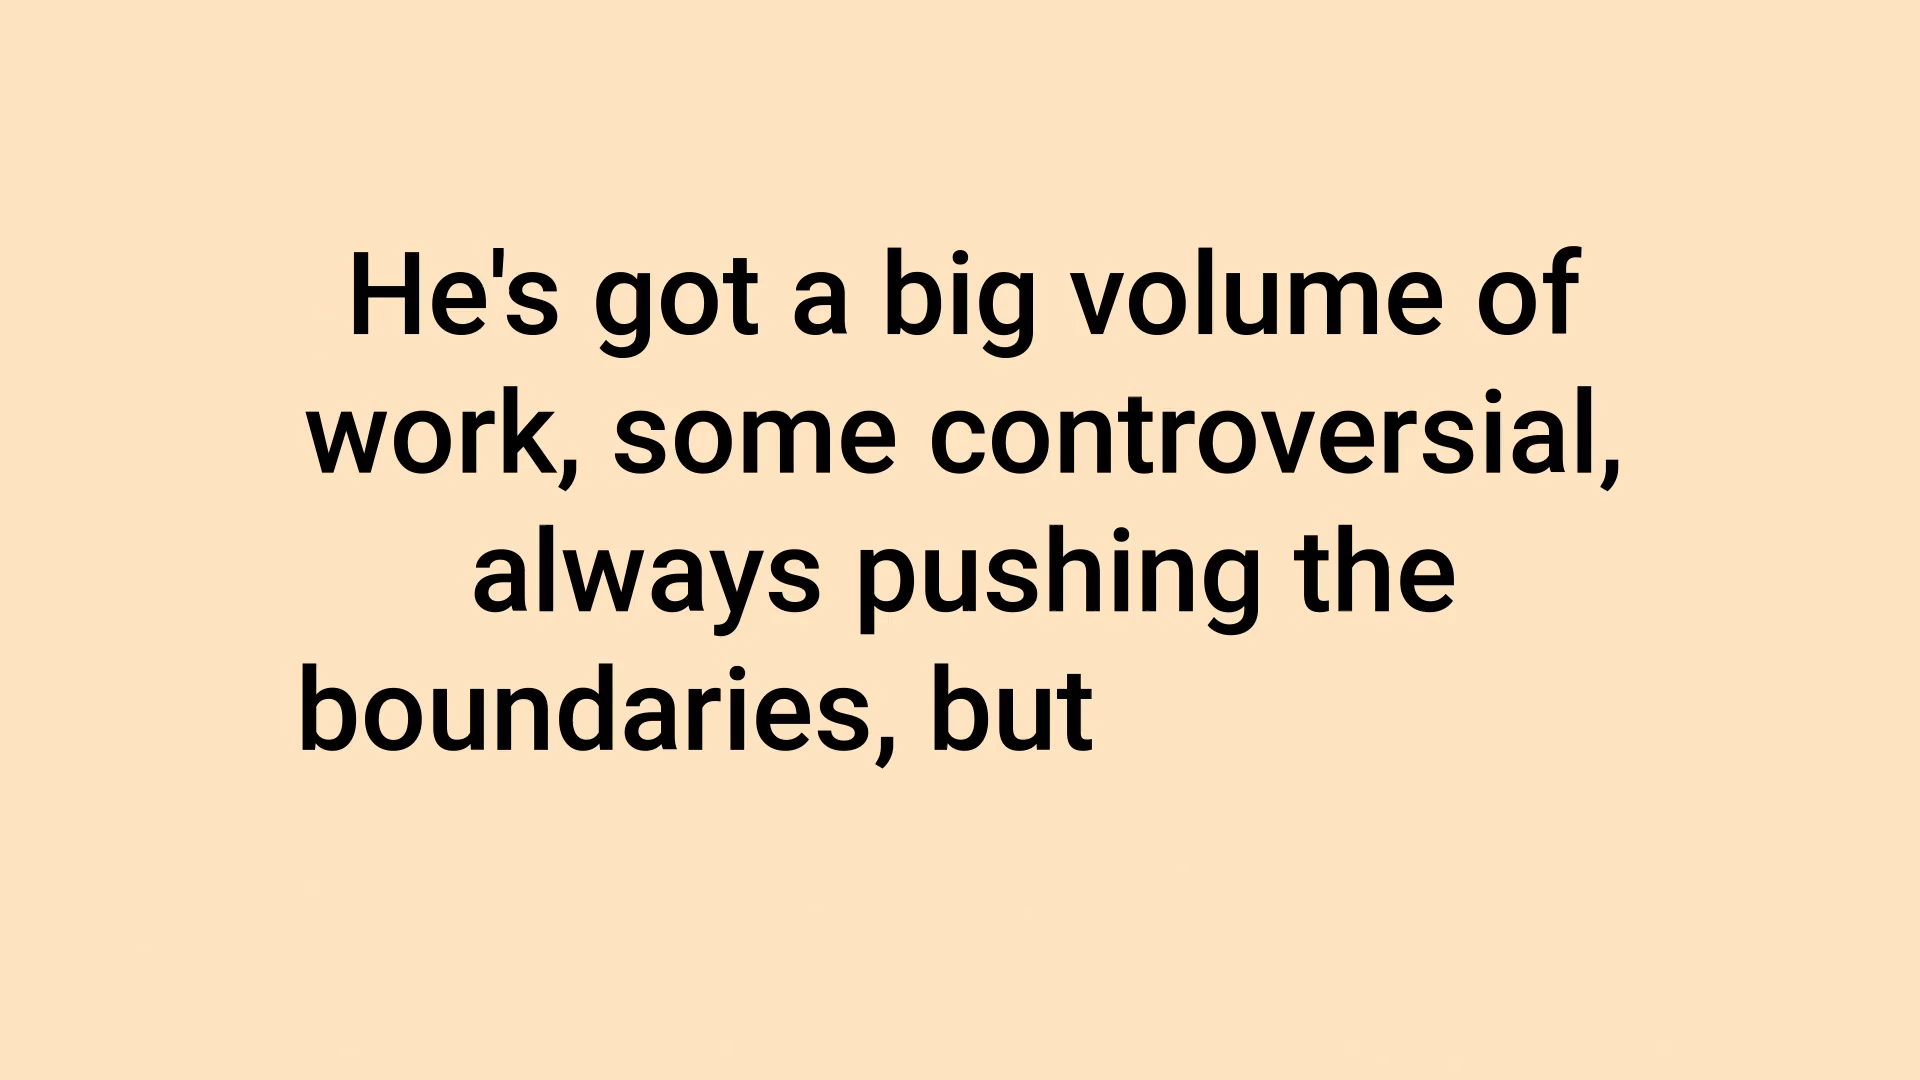 He's got a big volume of
work, some controversial,
always pushing the
boundaries, but